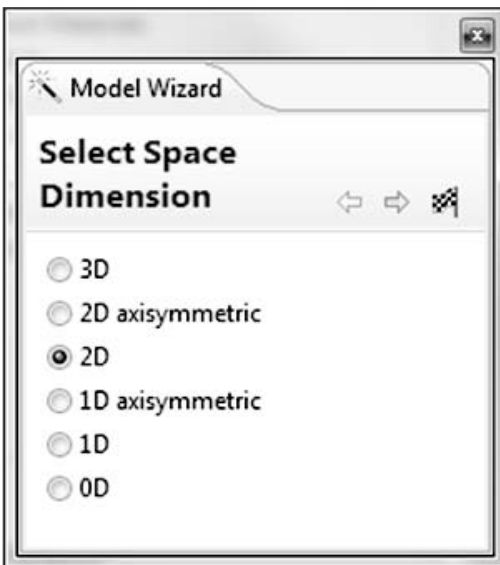 Model Wizard
Select Space
Dimension
3D
2D axisymmetric
2D
1D axisymmetric
1D
0D